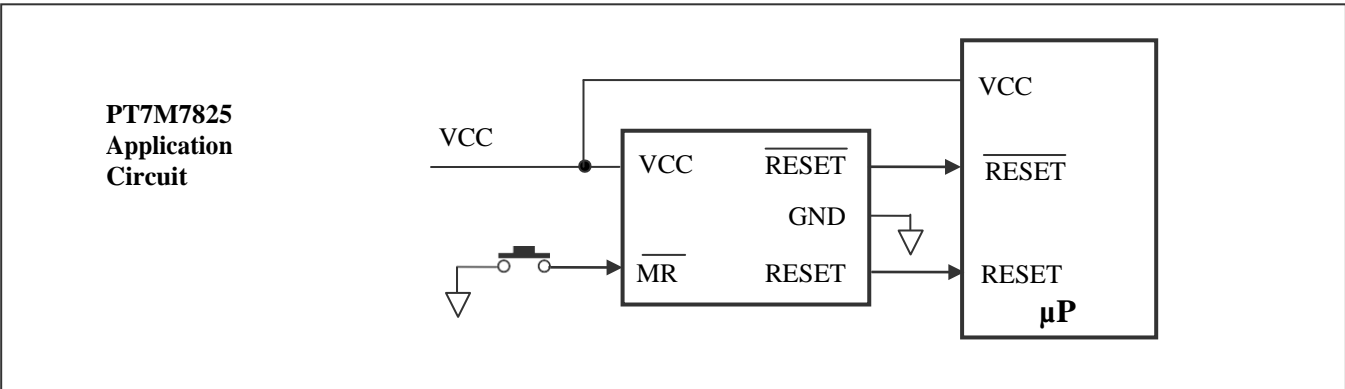 PT7M7825
Application
Circuit
VCC
VCC
RESET
GND
MR
RESET
VCC
RESET
RESET
µP